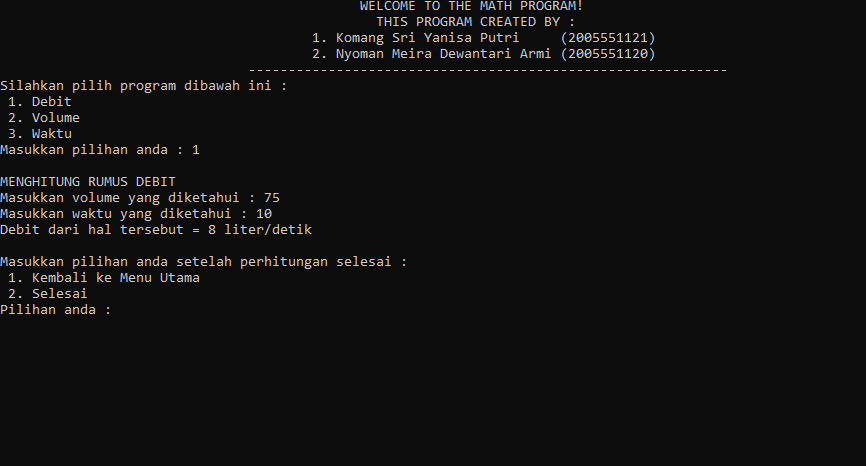 WELCOME TO THE MATH PROGRAM!
THIS PROGRAM CREATED BY :
1. Komang Sri Yanisa Putri (2005551121)
2. Nyoman Meira Dewantari Armi (2005551120)
------------------------------------------------------------
Silahkan pilih program dibawah ini :
1. Debit
2. Volume
3. Waktu
Masukkan pilihan anda : 1
MENGHITUNG RUMUS DEBIT
Masukkan volume yang diketahui : 75
Masukkan waktu yang diketahui : 10
Debit dari hal tersebut = 8 liter/detik
Masukkan pilihan anda setelah perhitungan selesai :
1. Kembali ke Menu Utama
2. Selesai
Pilihan anda :